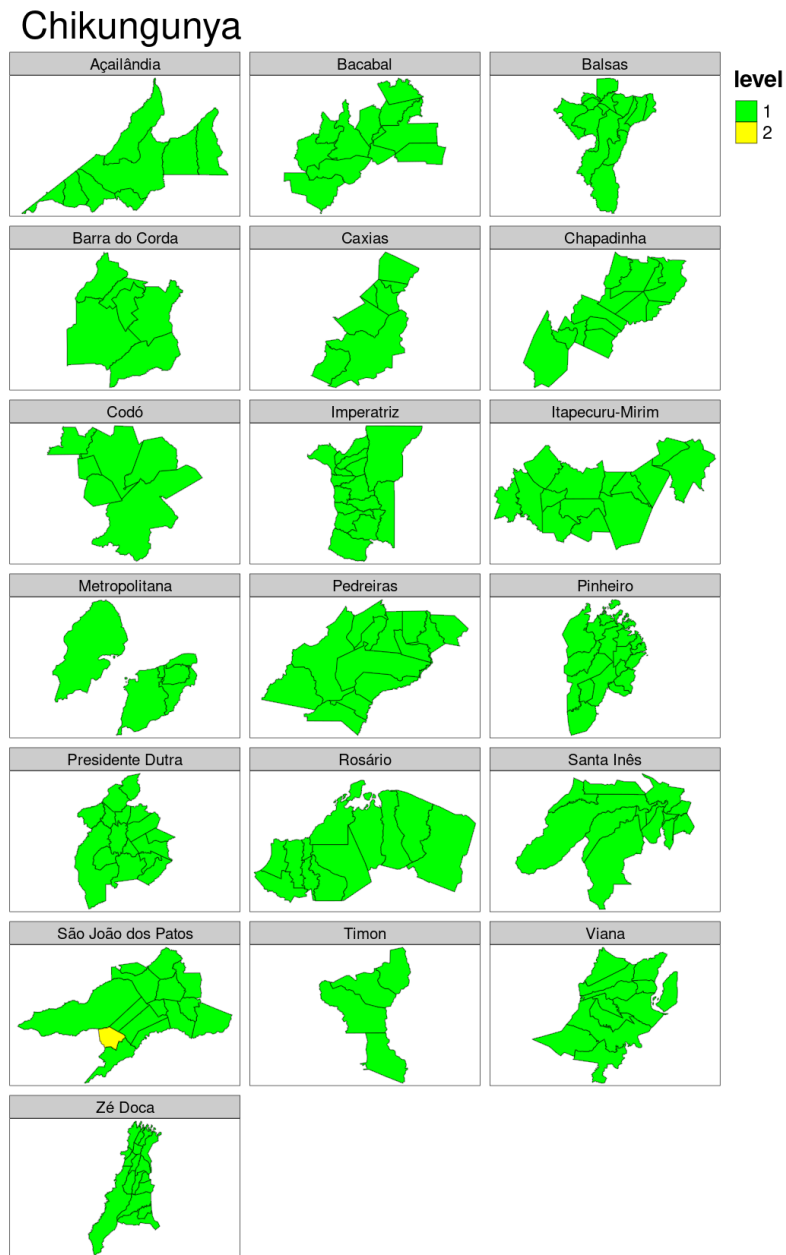 Chikungunya
Açailândia
Bacabal
Balsas
level
1
2
Barra do Corda
Caxias
Chapadinha
Codó
Imperatriz
Itapecuru-Mirim
Metropolitana
Pedreiras
Pinheiro
Presidente Dutra
Rosário
Santa Inês
São João dos Patos
Timon
Viana
Zé Doca